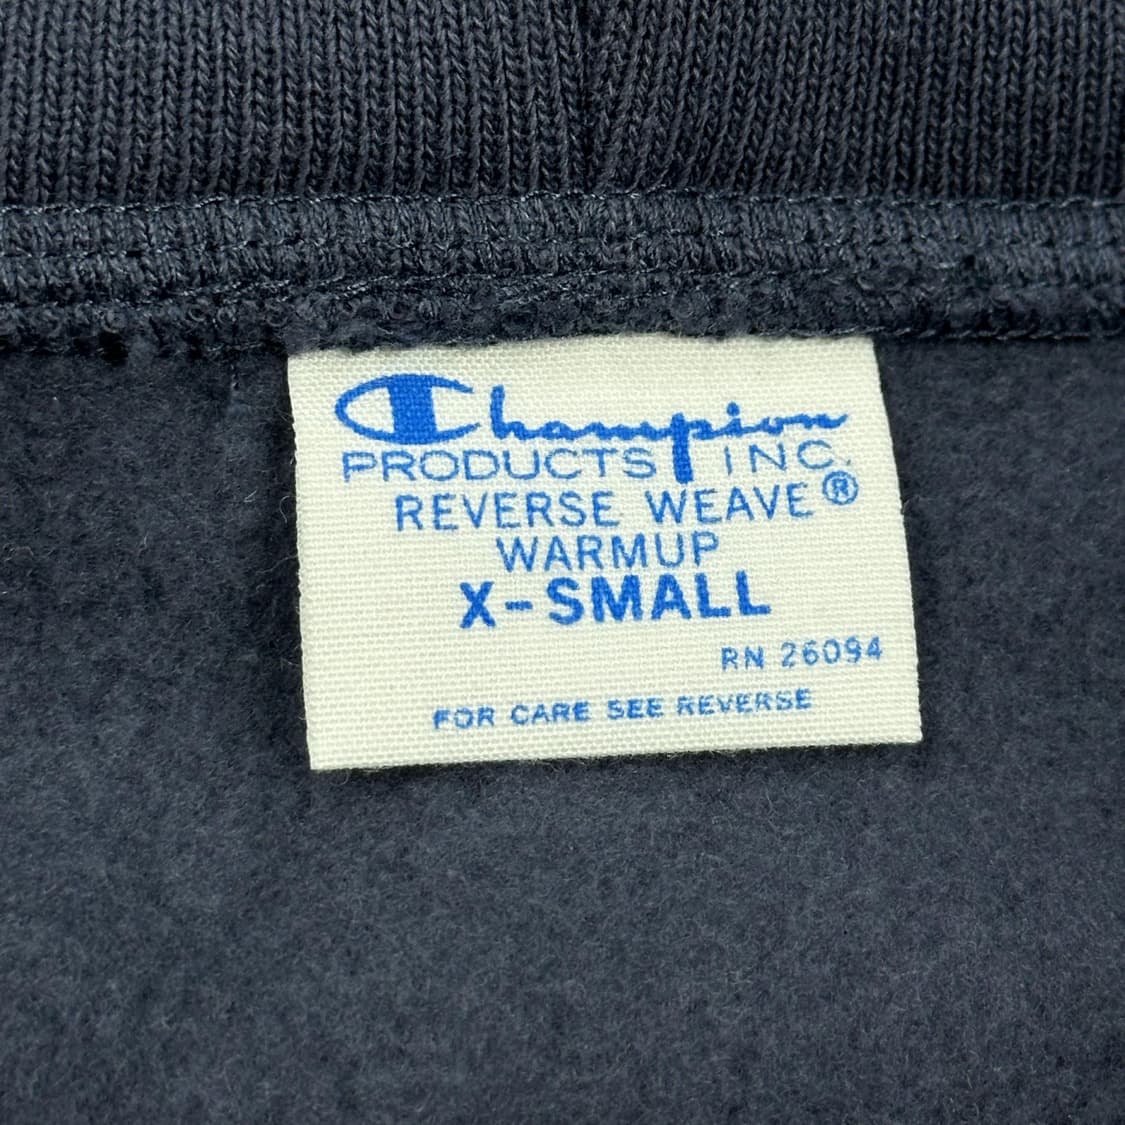 Champion
PRODUCTS INC.
REVERSE WEAVE®
WARMUP
X-SMALL
RN 26094
FOR CARE SEE REVERSE